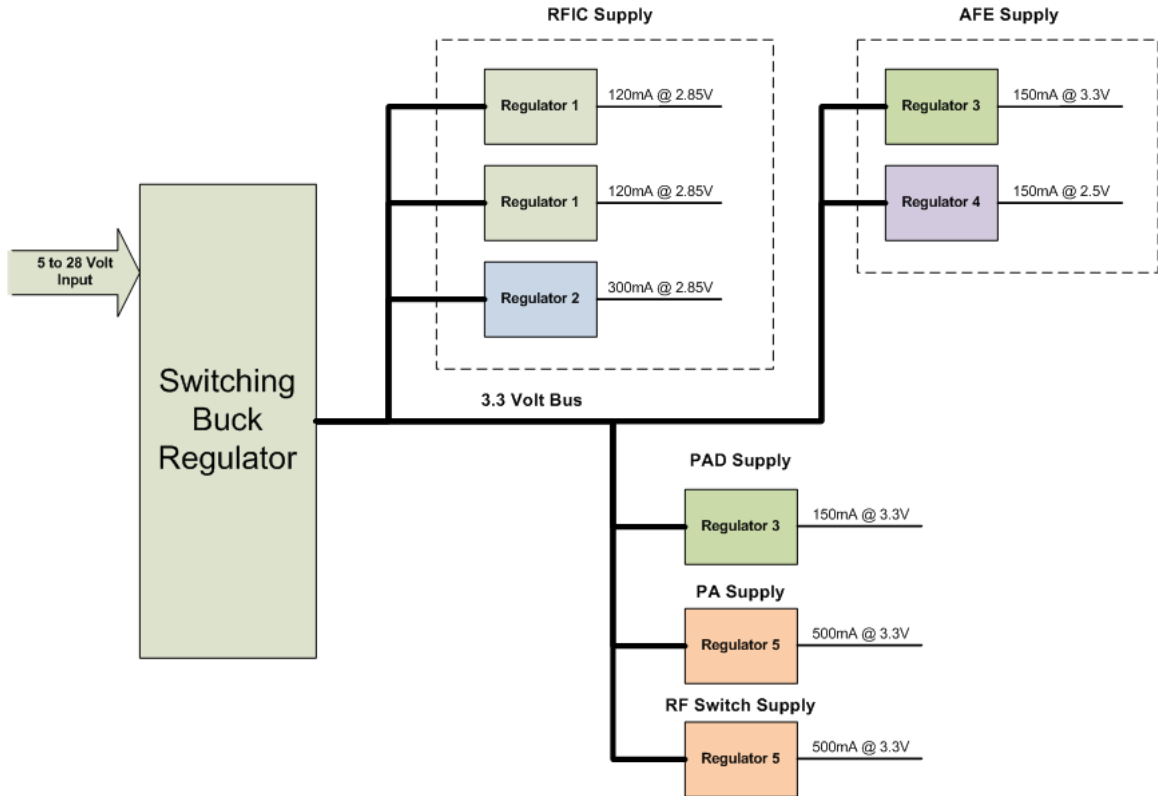 RFIC Supply
AFE Supply
Regulator 1
120mA @ 2.85V
Regulator 3
150mA @ 3.3V
Regulator 1
120mA @ 2.85V
Regulator 4
150mA @ 2.5V
5 to 28 Volt
Input
Regulator 2
300mA @ 2.85V
Switching
Buck
Regulator
3.3 Volt Bus
PAD Supply
Regulator 3
150mA @ 3.3V
PA Supply
Regulator 5
500mA @ 3.3V
RF Switch Supply
Regulator 5
500mA @ 3.3V